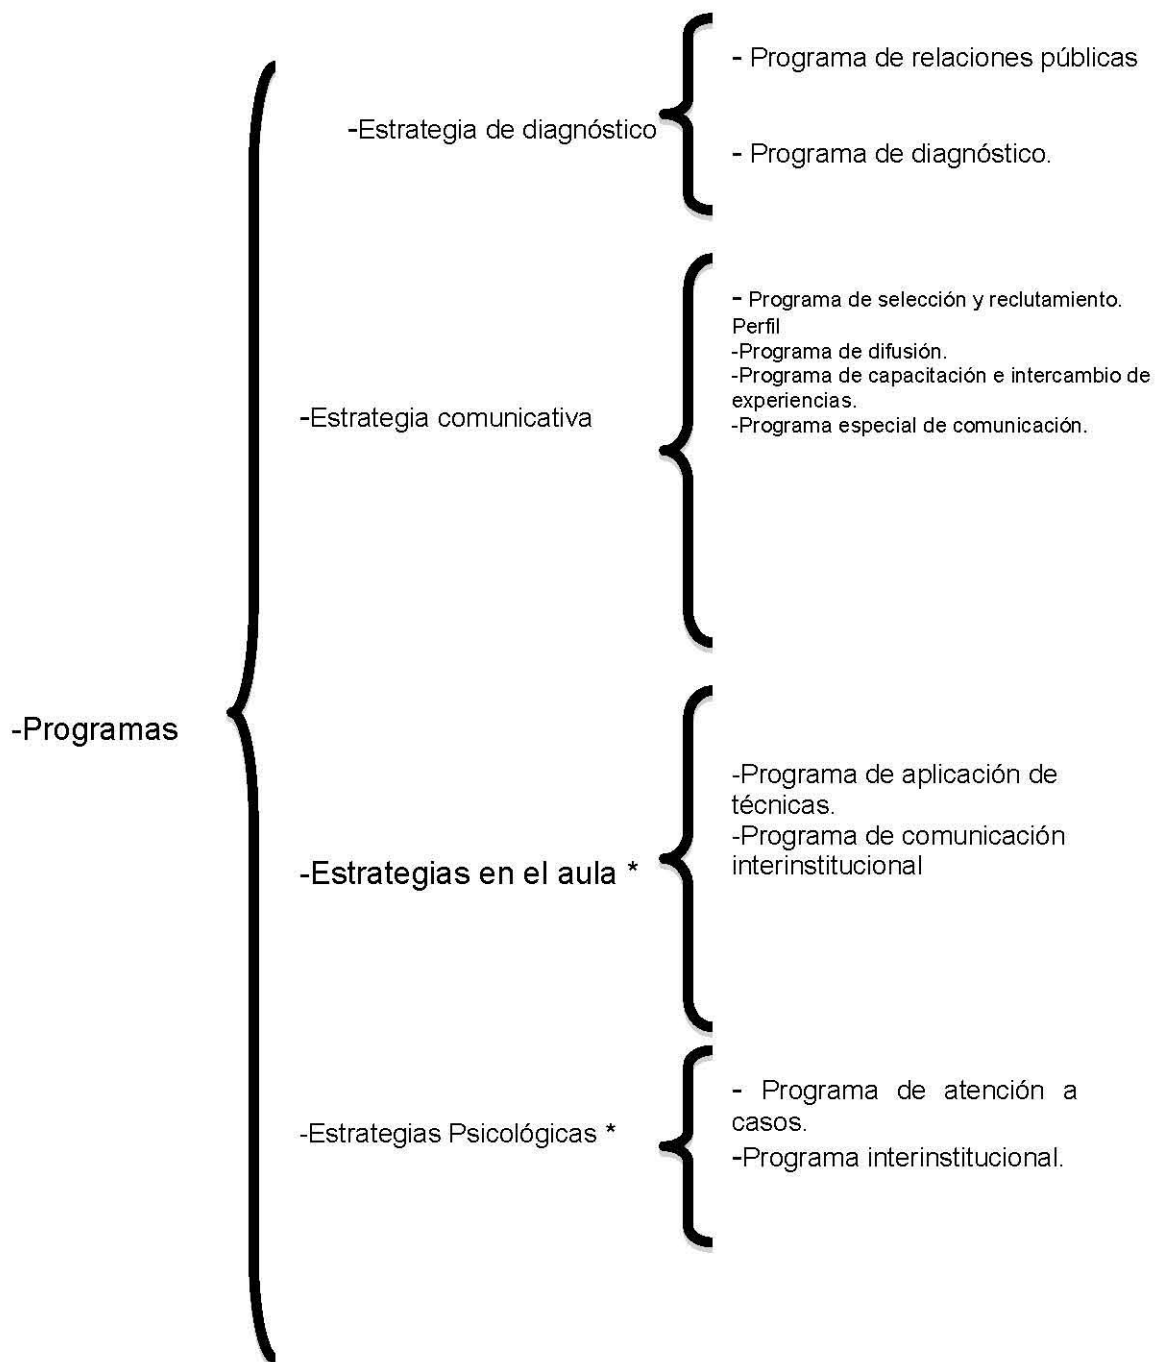 - Programa de relaciones públicas
-Estrategia de diagnóstico
- Programa de diagnóstico.
- Programa de selección y reclutamiento.
Perfil
-Programa de difusión.
-Programa de capacitación e intercambio de
experiencias.
-Programa especial de comunicación.
-Estrategia comunicativa
-Programas
-Programa de aplicación de
técnicas.
-Programa de comunicación
interinstitucional
-Estrategias en el aula *
- Programa de atención a
casos.
-Programa interinstitucional.
-Estrategias Psicológicas *